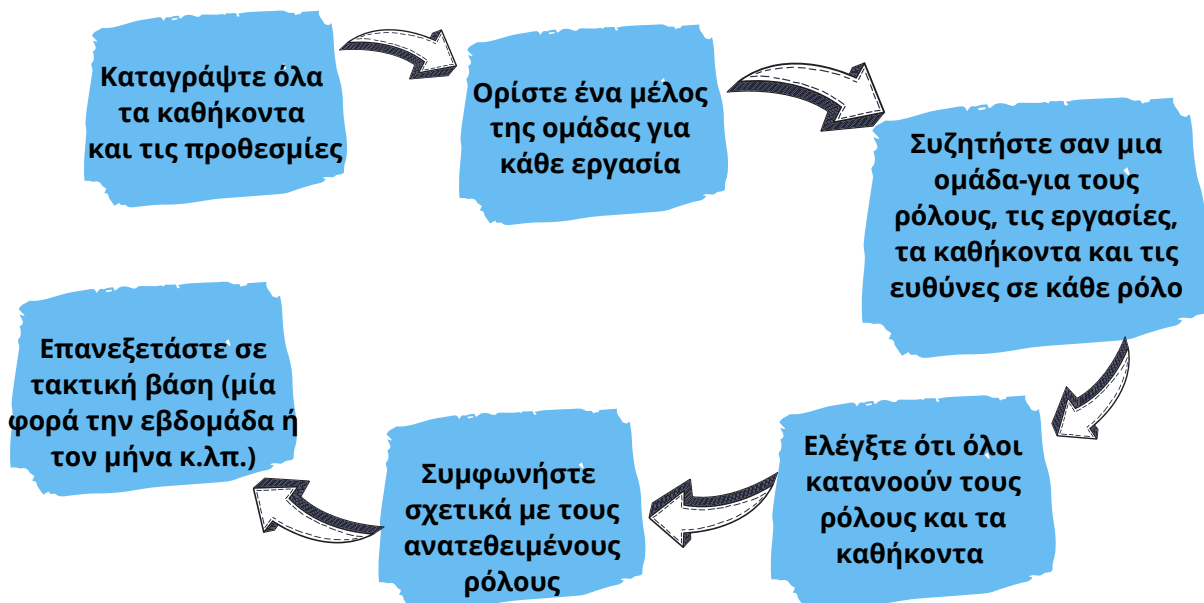 Καταγράψτε όλα
τα καθήκοντα
και τις προθεσμίες
Ορίστε ένα μέλος
της ομάδας για
κάθε εργασία
Συζητήστε σαν μια
ομάδα-για τους
ρόλους, τις εργασίες,
τα καθήκοντα και τις
ευθύνες σε κάθε ρόλο
Ελέγξτε ότι όλοι
κατανοούν τους
ρόλους και τα
καθήκοντα
Συμφωνήστε
σχετικά με τους
ανατεθειμένους
ρόλους
Επανεξετάστε σε
τακτική βάση (μία
φορά την εβδομάδα ή
τον μήνα κ.λπ.)